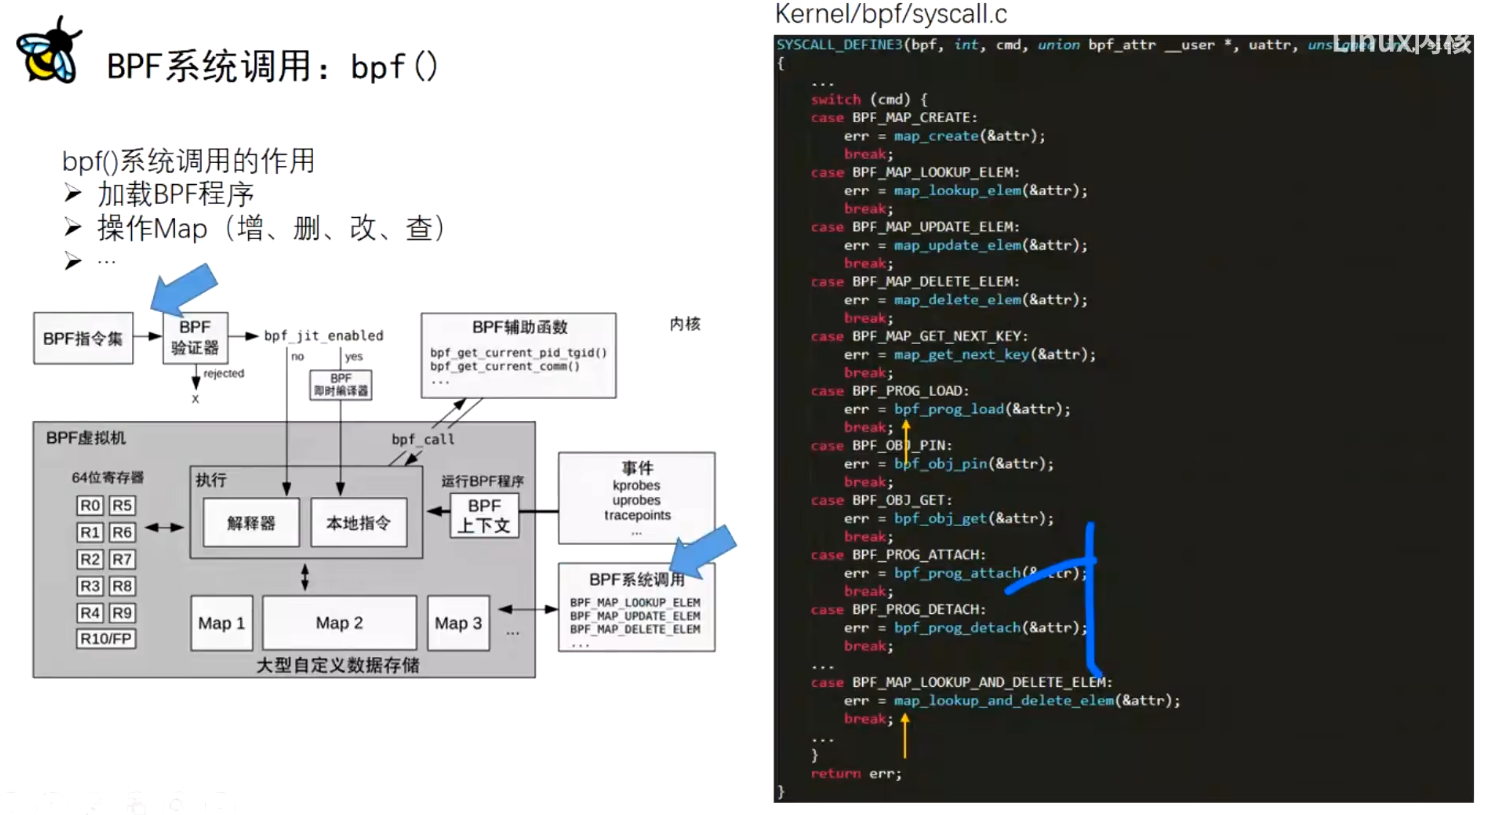 BPF系统调用：bpf()
bpf()系统调用的作用
➢ 加载BPF程序
➢ 操作Map（增、删、改、查）
➢ ...
BPF指令集
BPF
验证器
rejected
X
bpf_jit_enabled
no
yes
BPF
即时编译器
BPF辅助函数
bpf_get_current_pid_tgid()
bpf_get_current_comm()
...
内核
bpf_call
BPF虚拟机
64位寄存器
R0 R5
R1 R6
R2 R7
R3 R8
R4 R9
R10/FP
执行
解释器
本地指令
运行BPF程序
BPF
上下文
事件
kprobes
uprobes
tracepoints
...
Map 1
Map 2
Map 3
...
大型自定义数据存储
BPF系统调用
BPF_MAP_LOOKUP_ELEM
BPF_MAP_UPDATE_ELEM
BPF_MAP_DELETE_ELEM
...
Kernel/bpf/syscall.c
Linux内核
SYSCALL_DEFINE3(bpf, int, cmd, union bpf_attr __user *, uattr,
{
...
switch (cmd) {
case BPF_MAP_CREATE:
err = map_create(&attr);
break;
case BPF_MAP_LOOKUP_ELEM:
err = map_lookup_elem(&attr);
break;
case BPF_MAP_UPDATE_ELEM:
err = map_update_elem(&attr);
break;
case BPF_MAP_DELETE_ELEM:
err = map_delete_elem(&attr);
break;
case BPF_MAP_GET_NEXT_KEY:
err = map_get_next_key(&attr);
break;
case BPF_PROG_LOAD:
err = bpf_prog_load(&attr);
break;
case BPF_OBJ_PIN:
err = bpf_obj_pin(&attr);
break;
case BPF_OBJ_GET:
err = bpf_obj_get(&attr);
break;
case BPF_PROG_ATTACH:
err = bpf_prog_attach(&attr);
break;
case BPF_PROG_DETACH:
err = bpf_prog_detach(&attr);
break;
...
case BPF_MAP_LOOKUP_AND_DELETE_ELEM:
err = map_lookup_and_delete_elem(&attr);
break;
...
}
return err;
}